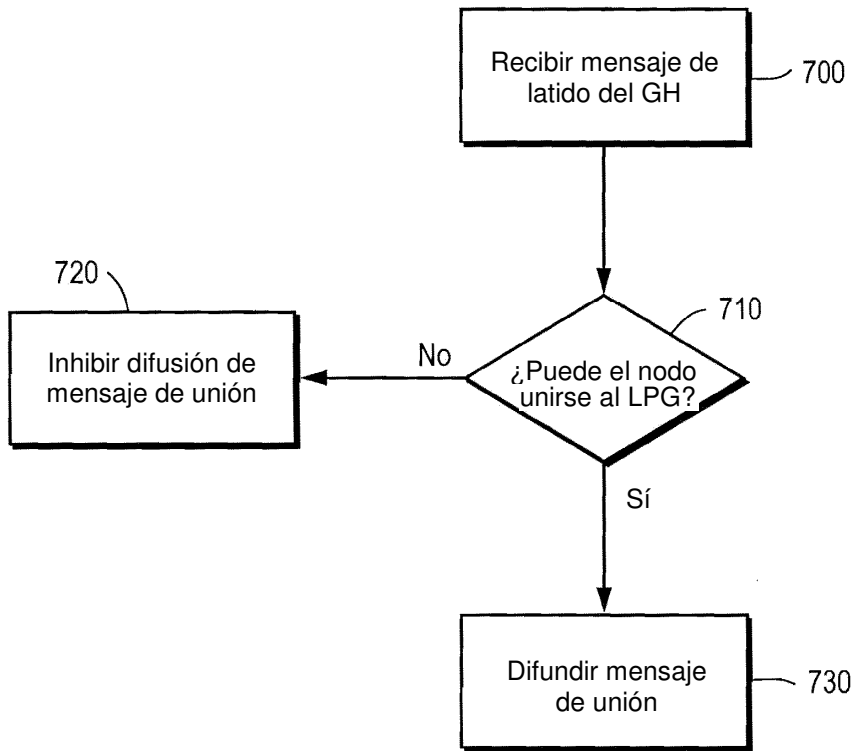 Recibir mensaje de
latido del GH
700
720
710
Inhibir difusión de
mensaje de unión
No
¿Puede el nodo
unirse al LPG?
Sí
Difundir mensaje
de unión
730